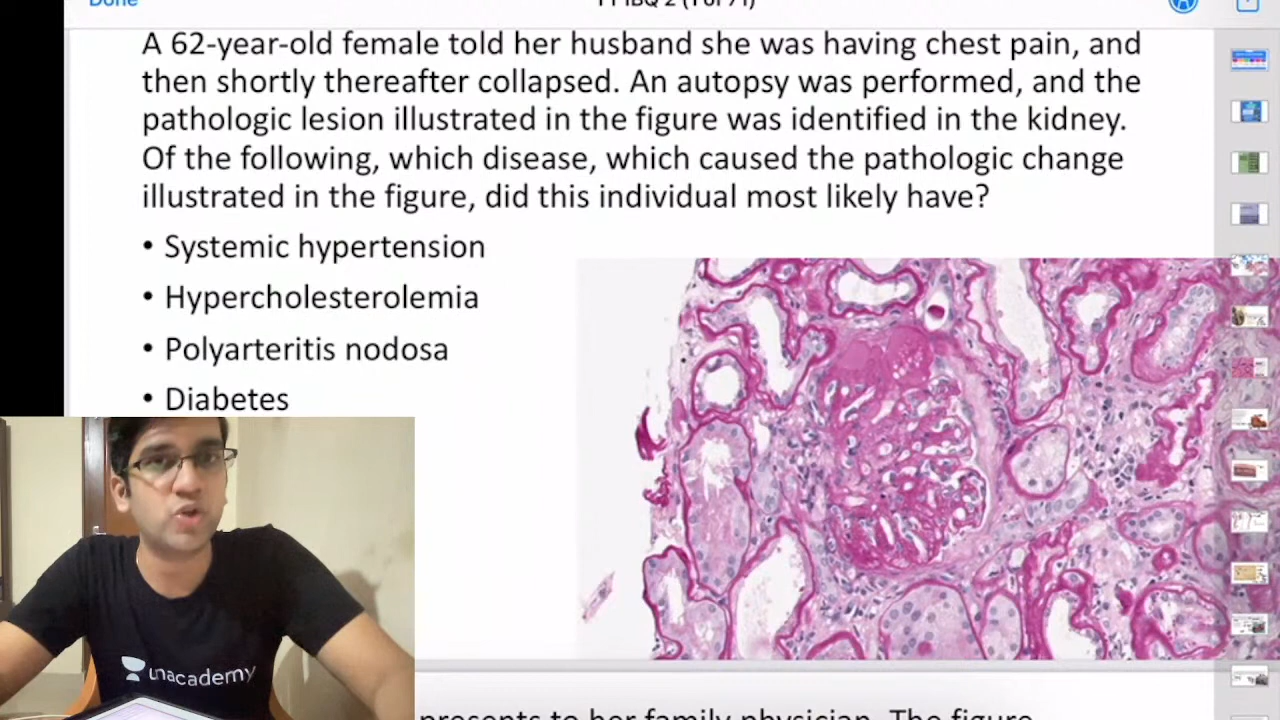 Done
A 62-year-old female told her husband she was having chest pain, and
then shortly thereafter collapsed. An autopsy was performed, and the
pathologic lesion illustrated in the figure was identified in the kidney.
Of the following, which disease, which caused the pathologic change
illustrated in the figure, did this individual most likely have?
• Systemic hypertension
• Hypercholesterolemia
• Polyarteritis nodosa
• Diabetes
unacademy
presents to her family physician. The figure